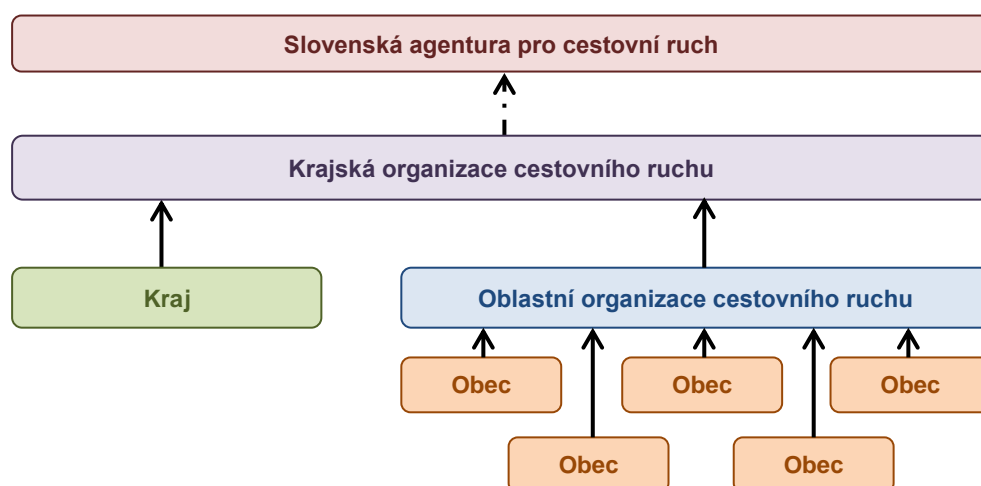 Slovenská agentura pro cestovní ruch
Krajská organizace cestovního ruchu
Kraj
Oblastní organizace cestovního ruchu
Obec
Obec
Obec
Obec
Obec